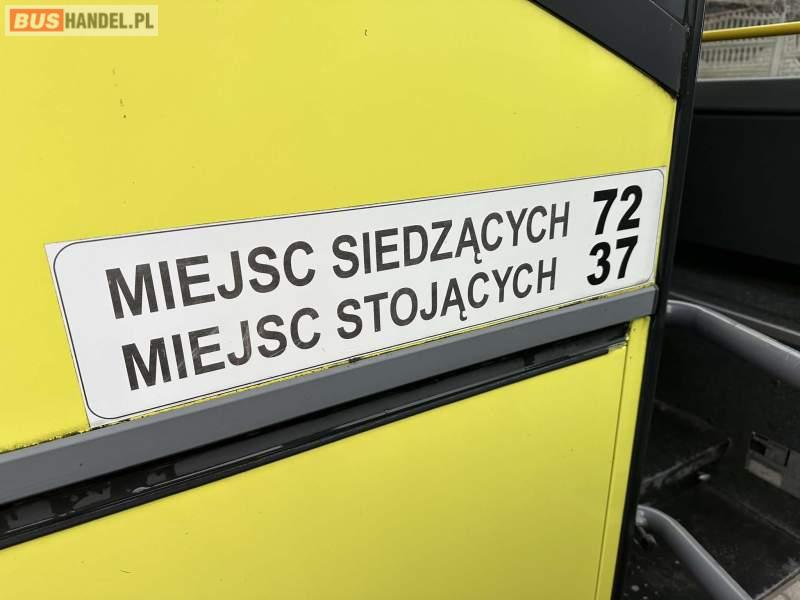 BUSHANDEL.PL
MIEJSC SIEDZĄCYCH 72
MIEJSC STOJĄCYCH 37